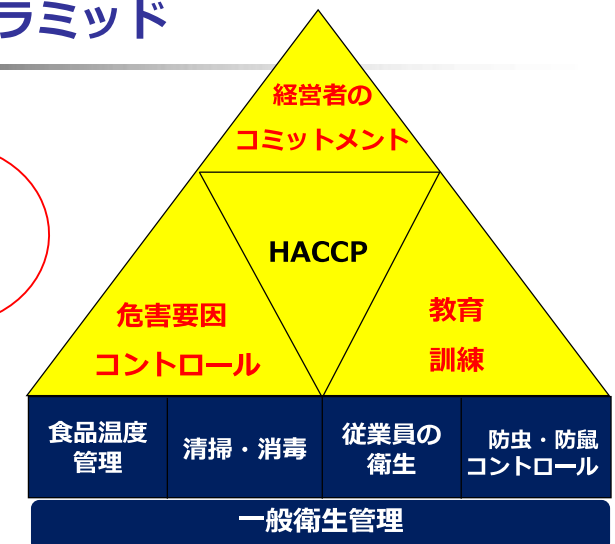 ラミッド
経営者の
コミットメント
HACCP
危害要因
コントロール
教育
訓練
食品温度
管理
清掃・消毒
従業員の
衛生
防虫・防鼠
コントロール
一般衛生管理